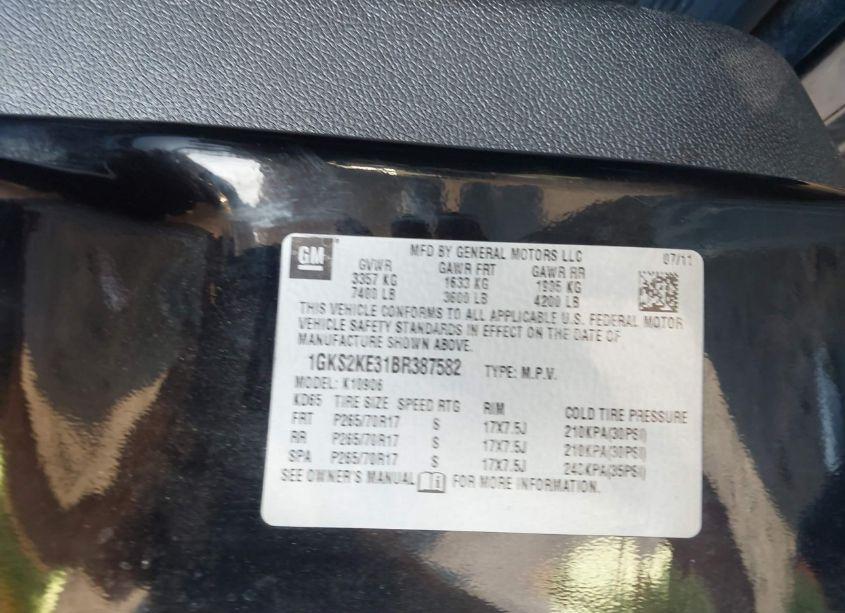 GM
MFD BY GENERAL MOTORS LLC 07/11
GVWR GAWR FRT GAWR RR
3357 KG 1633 KG 1905 KG
7400 LB 3600 LB 4200 LB
THIS VEHICLE CONFORMS TO ALL APPLICABLE U.S. FEDERAL MOTOR
VEHICLE SAFETY STANDARDS IN EFFECT ON THE DATE OF
MANUFACTURE SHOWN ABOVE.
1GKS2KE31BR387582 TYPE: M.P.V.
MODEL: K10906
KD65 TIRE SIZE SPEED RTG RIM COLD TIRE PRESSURE
FRT P265/70R17 S 17X7.5J 210KPA(30PSI)
RR P265/70R17 S 17X7.5J 210KPA(30PSI)
SPA P265/70R17 S 17X7.5J 240KPA(35PSI)
SEE OWNER'S MANUAL FOR MORE INFORMATION.